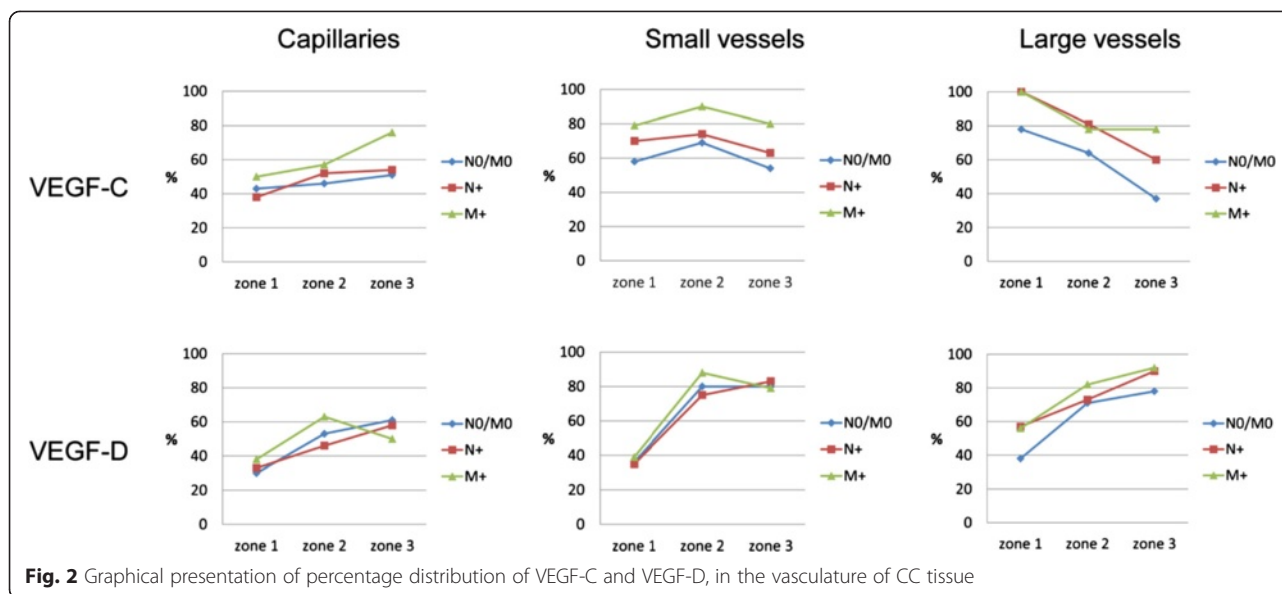 Capillaries
Small vessels
Large vessels
VEGF-C
%
100
80
60
40
20
0
zone 1 zone 2 zone 3
N0/M0
N+
M+
%
100
80
60
40
20
0
zone 1 zone 2 zone 3
N0/M0
N+
M+
%
100
80
60
40
20
0
zone 1 zone 2 zone 3
N0/M0
N+
M+
VEGF-D
%
100
80
60
40
20
0
zone 1 zone 2 zone 3
N0/M0
N+
M+
%
100
80
60
40
20
0
zone 1 zone 2 zone 3
N0/M0
N+
M+
%
100
80
60
40
20
0
zone 1 zone 2 zone 3
N0/M0
N+
M+
Fig. 2 Graphical presentation of percentage distribution of VEGF-C and VEGF-D, in the vasculature of CC tissue